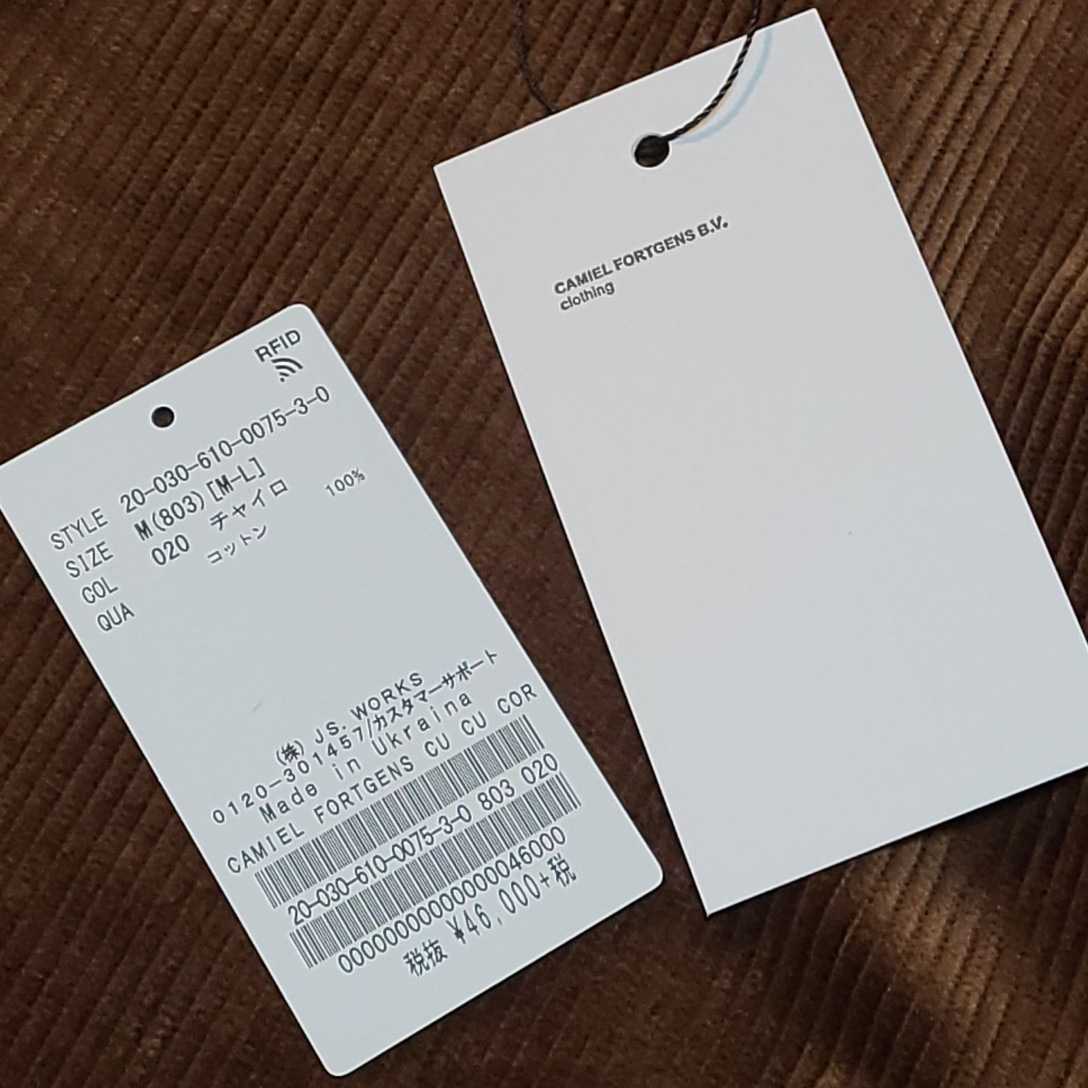 CAMIEL FORTGENS B.V.
clothing
RFID
STYLE 20-030-610-0075-3-0
SIZE M(803)[M-L]
COL 020 チャイロ
QUA コットン 100%
(株) JS. WORKS
0120-301457/カスタマーサポート
Made in Ukraina
CAMIEL FORTGENS CU CU COR
20-030-610-0075-3-0 803 020
0000000000000046000
税抜 ¥46,000+税